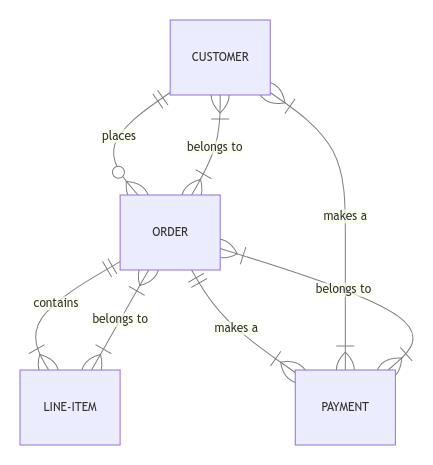 CUSTOMER
places
belongs to
makes a
ORDER
contains
belongs to
makes a
belongs to
LINE-ITEM
PAYMENT